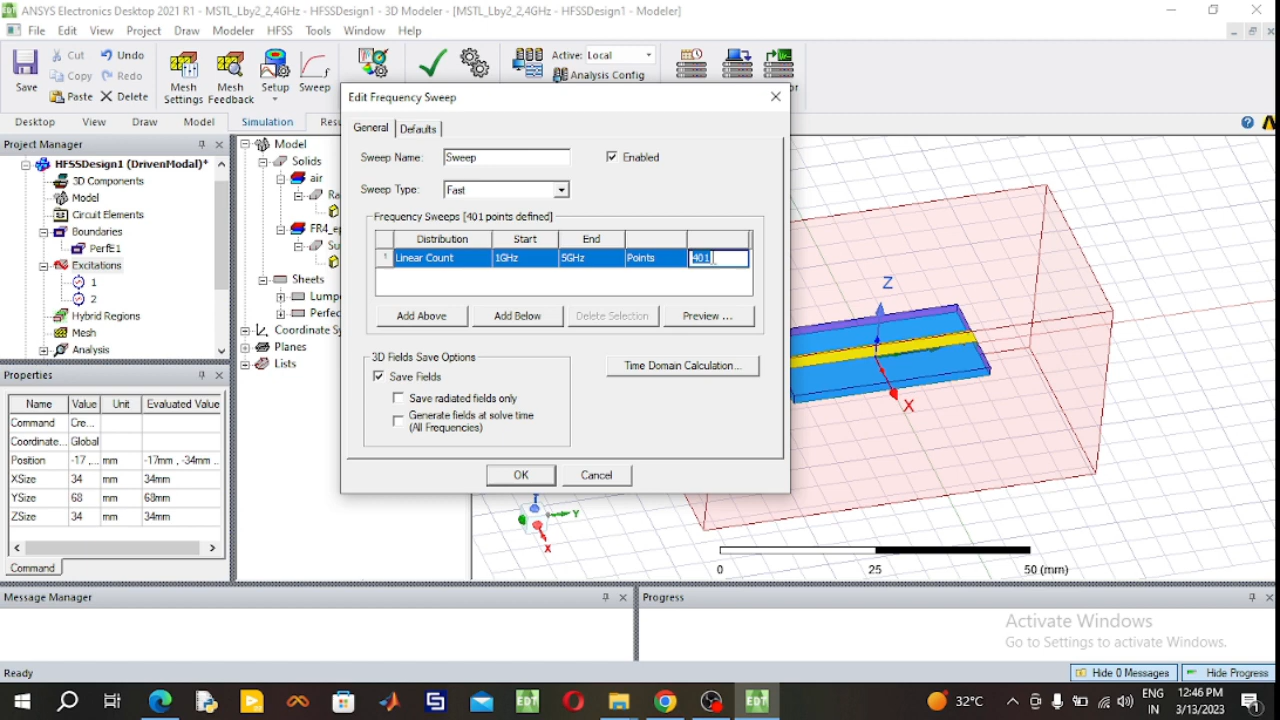 ANSYS Electronics Desktop 2021 R1 - MSTL_Lby2_2,4GHz - HFSSDesign1 - 3D Modeler - [MSTL_Lby2_2,4GHz - HFSSDesign1 - Modeler]
File Edit View Project Draw Modeler HFSS Tools Window Help
Save
Cut
Copy
Paste
Undo
Redo
Delete
Mesh Settings
Mesh Feedback
Setup
Sweep
Active: Local
Analysis Config
Desktop View Draw Model Simulation
Project Manager
HFSSDesign1 (DrivenModal)*
3D Components
Model
Circuit Elements
Boundaries
PerfE1
Excitations
1
2
Hybrid Regions
Mesh
Analysis
Model
Solids
air
Sheets
Planes
Lists
Properties
Name Value Unit Evaluated Value
Command Cre...
Coordinate... Global
Position -17 ,... mm -17mm , -34mm ..
XSize 34 mm 34mm
YSize 68 mm 68mm
ZSize 34 mm 34mm
Command
Edit Frequency Sweep
General Defaults
Sweep Name: Sweep
Enabled
Sweep Type: Fast
Frequency Sweeps [401 points defined]
Distribution Start End
1 Linear Count 1GHz 5GHz Points 401
Add Above Add Below Delete Selection Preview ...
3D Fields Save Options
Save Fields
Save radiated fields only
Generate fields at solve time
(All Frequencies)
Time Domain Calculation...
OK Cancel
Z
X
Y
X
0 25 50 (mm)
Message Manager
Progress
Activate Windows
Go to Settings to activate Windows.
Ready
Hide 0 Messages
Hide Progress
32°C
ENG
IN
12:46 PM
3/13/2023